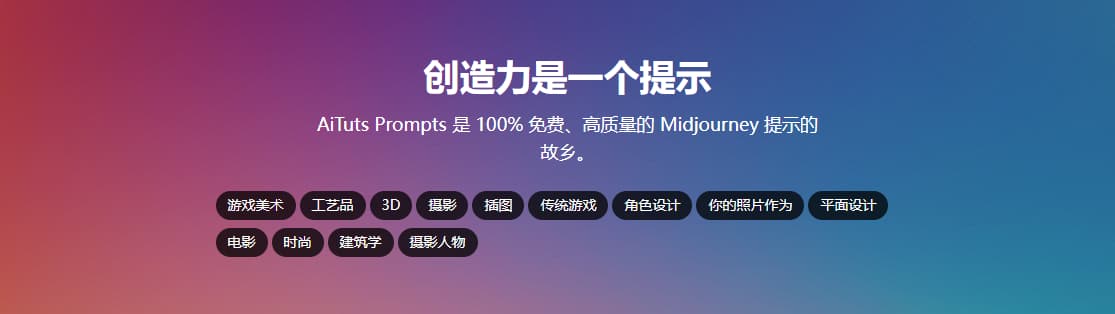 创造力是一个提示
AiTuts Prompts 是 100% 免费、高质量的 Midjourney 提示的
故乡。
游戏美术 工艺品 3D 摄影 插图 传统游戏 角色设计 你的照片作为 平面设计
电影 时尚 建筑学 摄影人物